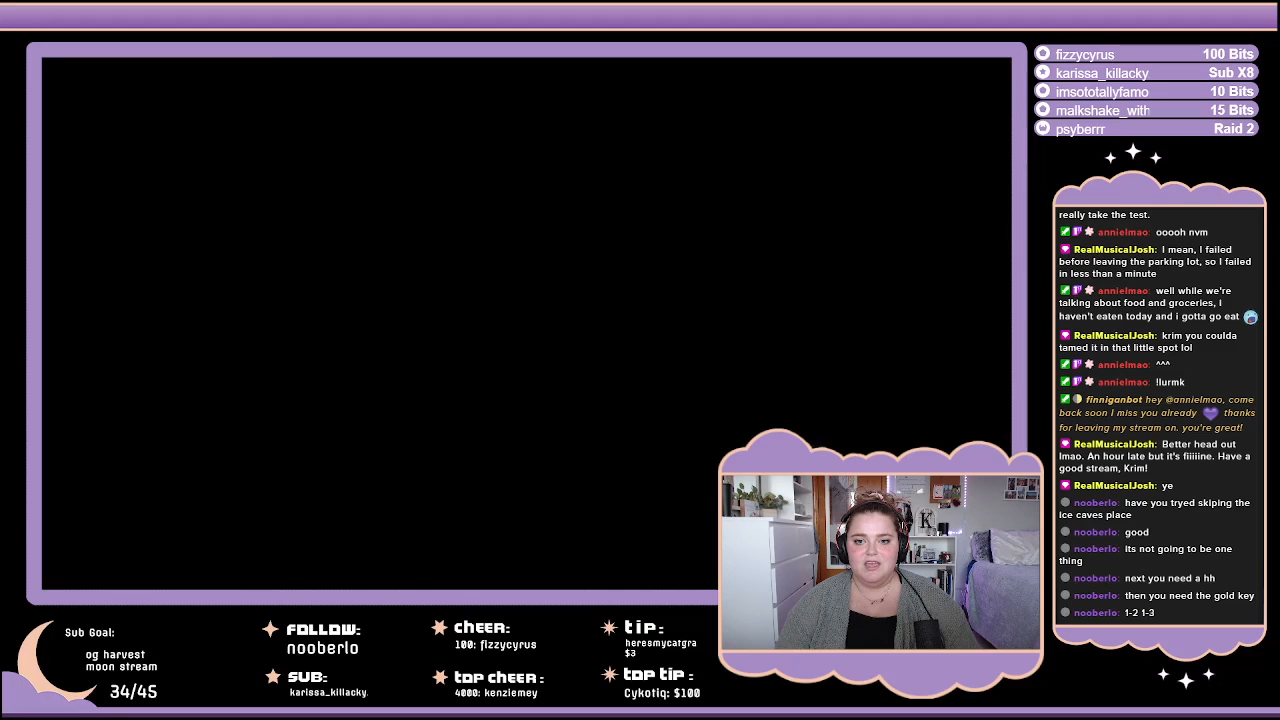 fizzycyrus 100 Bits
karissa_killacky Sub X8
imsototallyfamo 10 Bits
malkshake_with 15 Bits
psyberrr Raid 2
really take the test.
annielmao: ooooh nvm
RealMusicalJosh: I mean, I failed
before leaving the parking lot, so I failed
in less than a minute
annielmao: well while we're
talking about food and groceries, I
haven't eaten today and i gotta go eat
RealMusicalJosh: krim you coulda
tamed it in that little spot lol
annielmao: ^^^
annielmao: !lurmk
finniganbot hey @annielmao, come
back soon I miss you already thanks
for leaving my stream on. you're great!
RealMusicalJosh: Better head out
lmao. An hour late but it's fiiiine. Have a
good stream, Krim!
RealMusicalJosh: ye
nooberlo: have you tryed skiping the
Ice caves place
nooberlo: good
nooberlo: Its not going to be one
thing
nooberlo: next you need a hh
nooberlo: then you need the gold key
nooberlo: 1-2 1-3
K
Sub Goal:
og harvest
moon stream
34/45
FOLLOW:
nooberlo
SUB:
karissa_killacky
CHEER:
100: fizzycyrus
TOP CHEER:
4000: kenziemey
TIP:
heresmycatgra
$3
TOP TIP:
Cykotiq: $100